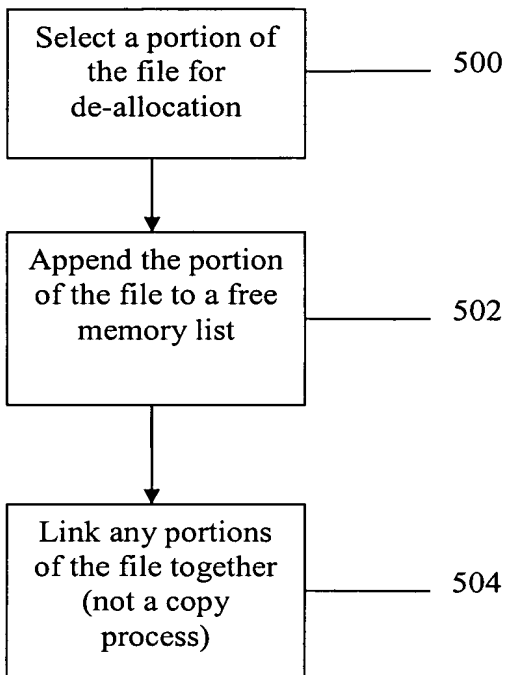 Select a portion of
the file for
de-allocation
500
Append the portion
of the file to a free
memory list
502
Link any portions
of the file together
(not a copy
process)
504